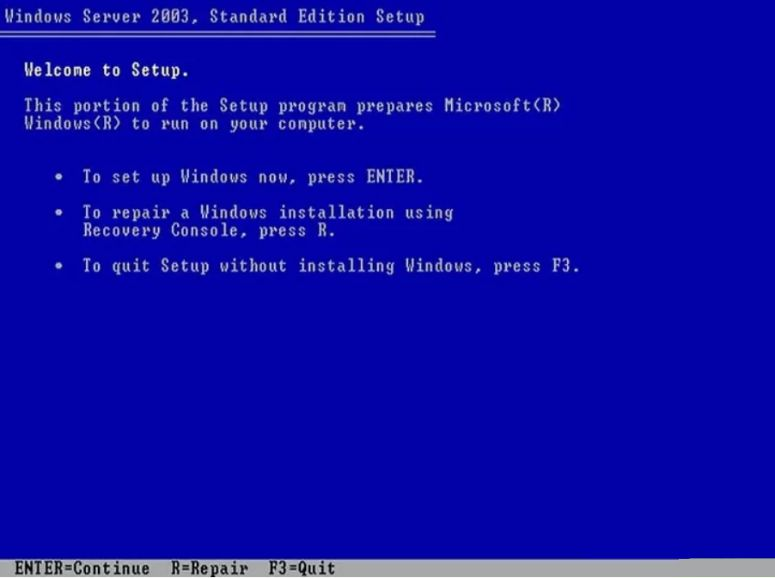 Windows Server 2003, Standard Edition Setup
Welcome to Setup.
This portion of the Setup program prepares Microsoft(R)
Windows(R) to run on your computer.
• To set up Windows now, press ENTER.
• To repair a Windows installation using
Recovery Console, press R.
• To quit Setup without installing Windows, press F3.
ENTER=Continue R=Repair F3=Quit